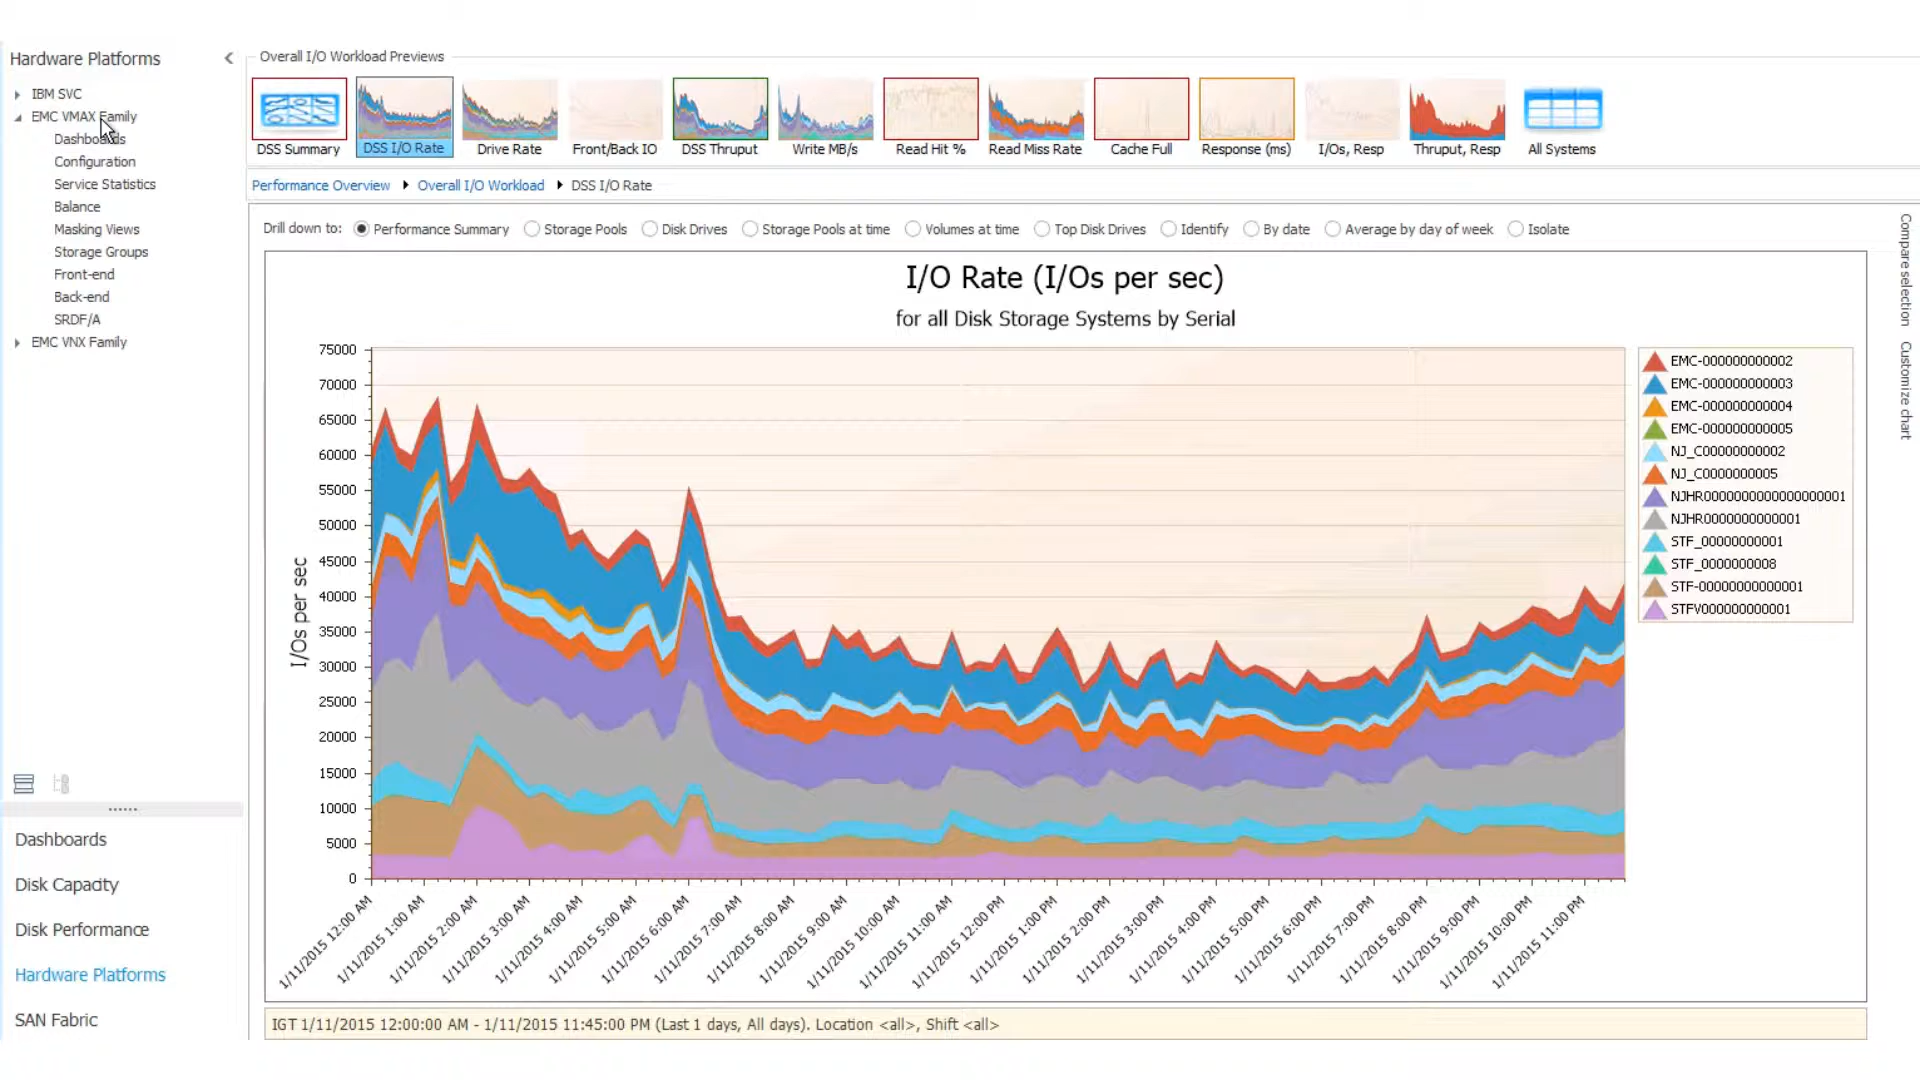 Hardware Platforms
IBM SVC
EMC VMAX Family
Dashboards
Configuration
Service Statistics
Balance
Masking Views
Storage Groups
Front-end
Back-end
SRDF/A
EMC VNX Family
Dashboards
Disk Capacity
Disk Performance
Hardware Platforms
SAN Fabric
Overall I/O Workload Previews
DSS Summary
DSS I/O Rate
Drive Rate
Front/Back IO
DSS Thruput
Write MB/s
Read Hit %
Read Miss Rate
Cache Full
Response (ms)
I/Os, Resp
Thruput, Resp
All Systems
Performance Overview Overall I/O Workload DSS I/O Rate
Drill down to: Performance Summary Storage Pools Disk Drives Storage Pools at time Volumes at time Top Disk Drives Identify By date Average by day of week Isolate
I/O Rate (I/Os per sec)
for all Disk Storage Systems by Serial
I/Os per sec
75000
70000
65000
60000
55000
50000
45000
40000
35000
30000
25000
20000
15000
10000
5000
0
1/11/2015 12:00 AM
1/11/2015 1:00 AM
1/11/2015 2:00 AM
1/11/2015 3:00 AM
1/11/2015 4:00 AM
1/11/2015 5:00 AM
1/11/2015 6:00 AM
1/11/2015 7:00 AM
1/11/2015 8:00 AM
1/11/2015 9:00 AM
1/11/2015 10:00 AM
1/11/2015 11:00 AM
1/11/2015 12:00 PM
1/11/2015 1:00 PM
1/11/2015 2:00 PM
1/11/2015 3:00 PM
1/11/2015 4:00 PM
1/11/2015 5:00 PM
1/11/2015 6:00 PM
1/11/2015 7:00 PM
1/11/2015 8:00 PM
1/11/2015 9:00 PM
1/11/2015 10:00 PM
1/11/2015 11:00 PM
EMC-000000000002
EMC-000000000003
EMC-000000000004
EMC-000000000005
NJ_C00000000002
NJ_C0000000005
NJHR0000000000000000001
NJHR0000000000001
STF_00000000001
STF_0000000008
STF-00000000000001
STFV000000000001
Compare selection
Customize chart
IGT 1/11/2015 12:00:00 AM - 1/11/2015 11:45:00 PM (Last 1 days, All days). Location <all>, Shift <all>